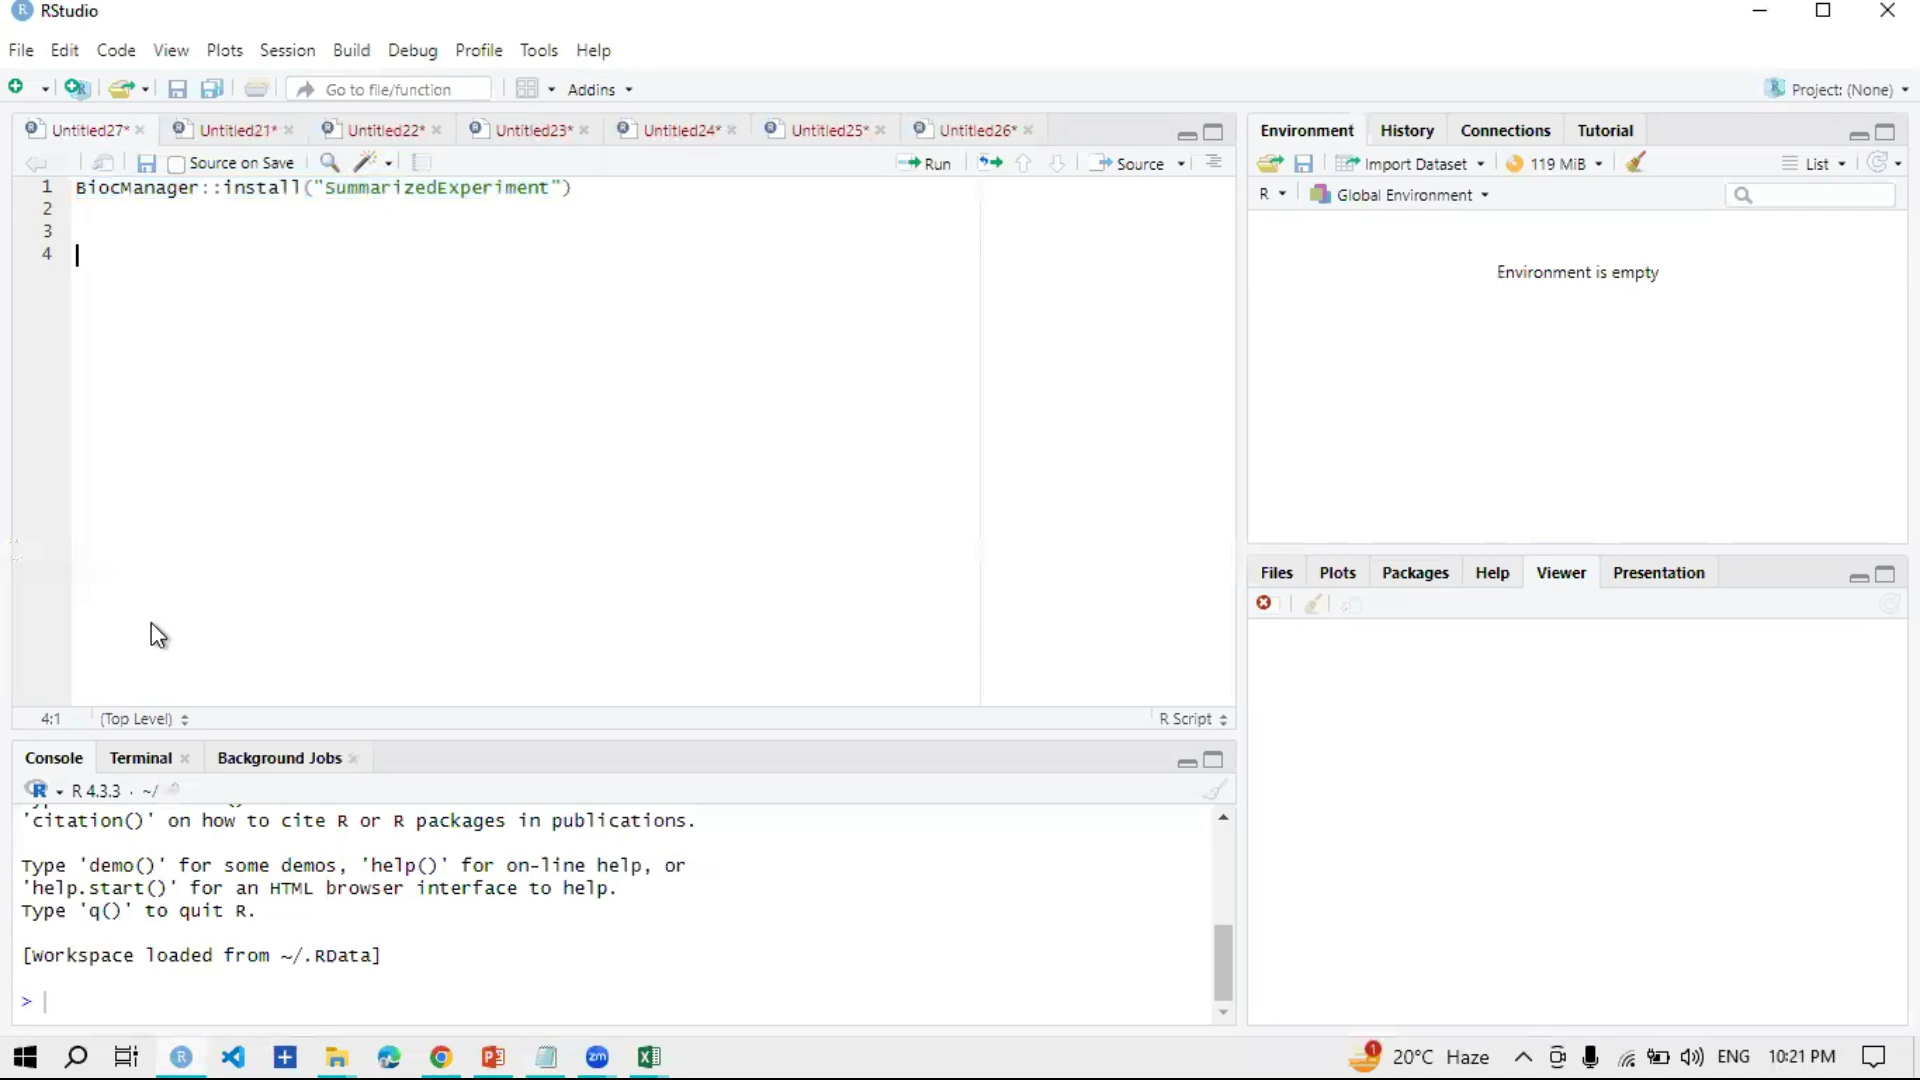 RStudio
File Edit Code View Plots Session Build Debug Profile Tools Help
Go to file/function Addins Project: (None)
Untitled27* Untitled21* Untitled22* Untitled23* Untitled24* Untitled25* Untitled26*
Source on Save Run Source
1 BiocManager::install("SummarizedExperiment")
2
3
4
4:1 (Top Level) R Script
Console Terminal Background Jobs
R 4.3.3 · ~/
'citation()' on how to cite R or R packages in publications.
Type 'demo()' for some demos, 'help()' for on-line help, or
'help.start()' for an HTML browser interface to help.
Type 'q()' to quit R.
[Workspace loaded from ~/.RData]
>
Environment History Connections Tutorial
Import Dataset 119 MiB List
R Global Environment
Environment is empty
Files Plots Packages Help Viewer Presentation
1 20°C Haze ENG 10:21 PM